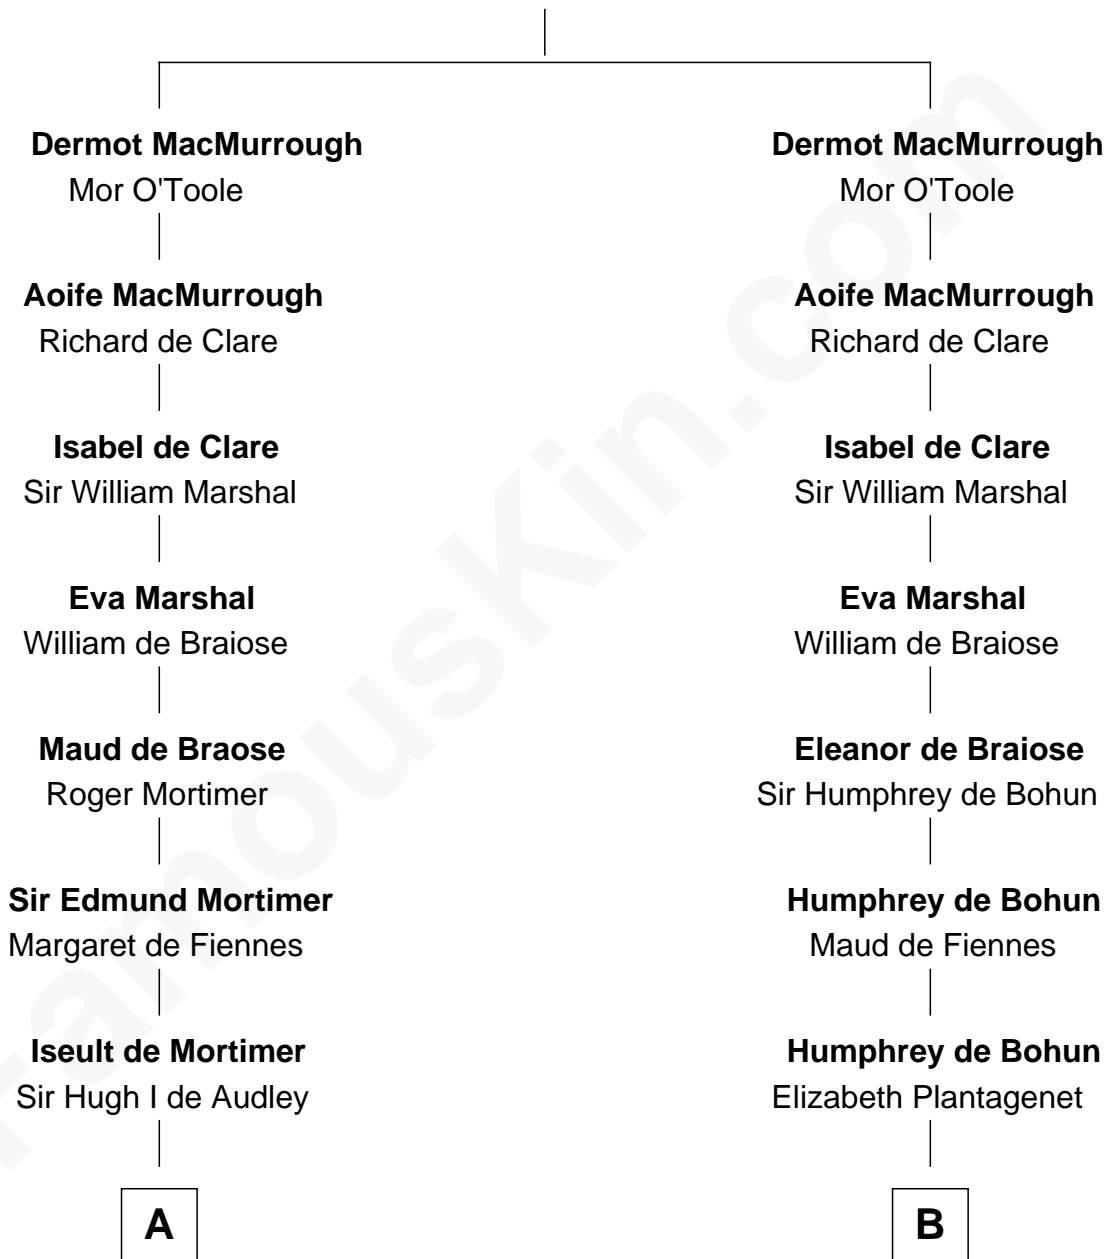 Dermot MacMurrough
Mor O'Toole
Aoife MacMurrough
Richard de Clare
Isabel de Clare
Sir William Marshal
Eva Marshal
William de Braiose
Maud de Braose
Roger Mortimer
Sir Edmund Mortimer
Margaret de Fiennes
Iseult de Mortimer
Sir Hugh I de Audley
A
Dermot MacMurrough
Mor O'Toole
Aoife MacMurrough
Richard de Clare
Isabel de Clare
Sir William Marshal
Eva Marshal
William de Braiose
Eleanor de Braiose
Sir Humphrey de Bohun
Humphrey de Bohun
Maud de Fiennes
Humphrey de Bohun
Elizabeth Plantagenet
B
FamousKin.com